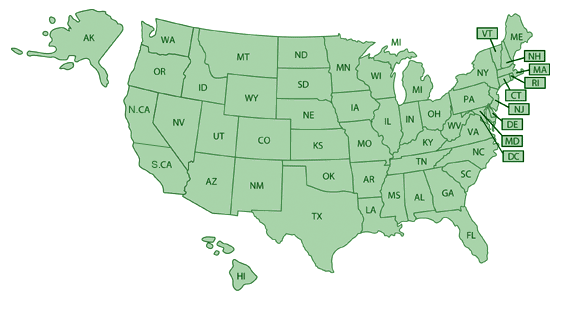 AK
WA
OR
N.CA
S.CA
NV
ID
MT
WY
UT
AZ
CO
NM
ND
SD
NE
KS
OK
TX
MN
IA
MO
AR
LA
WI
IL
MI
MI
IN
OH
KY
TN
MS
AL
GA
FL
SC
NC
VA
WV
PA
NY
VT
ME
NH
MA
RI
CT
NJ
DE
MD
DC
HI